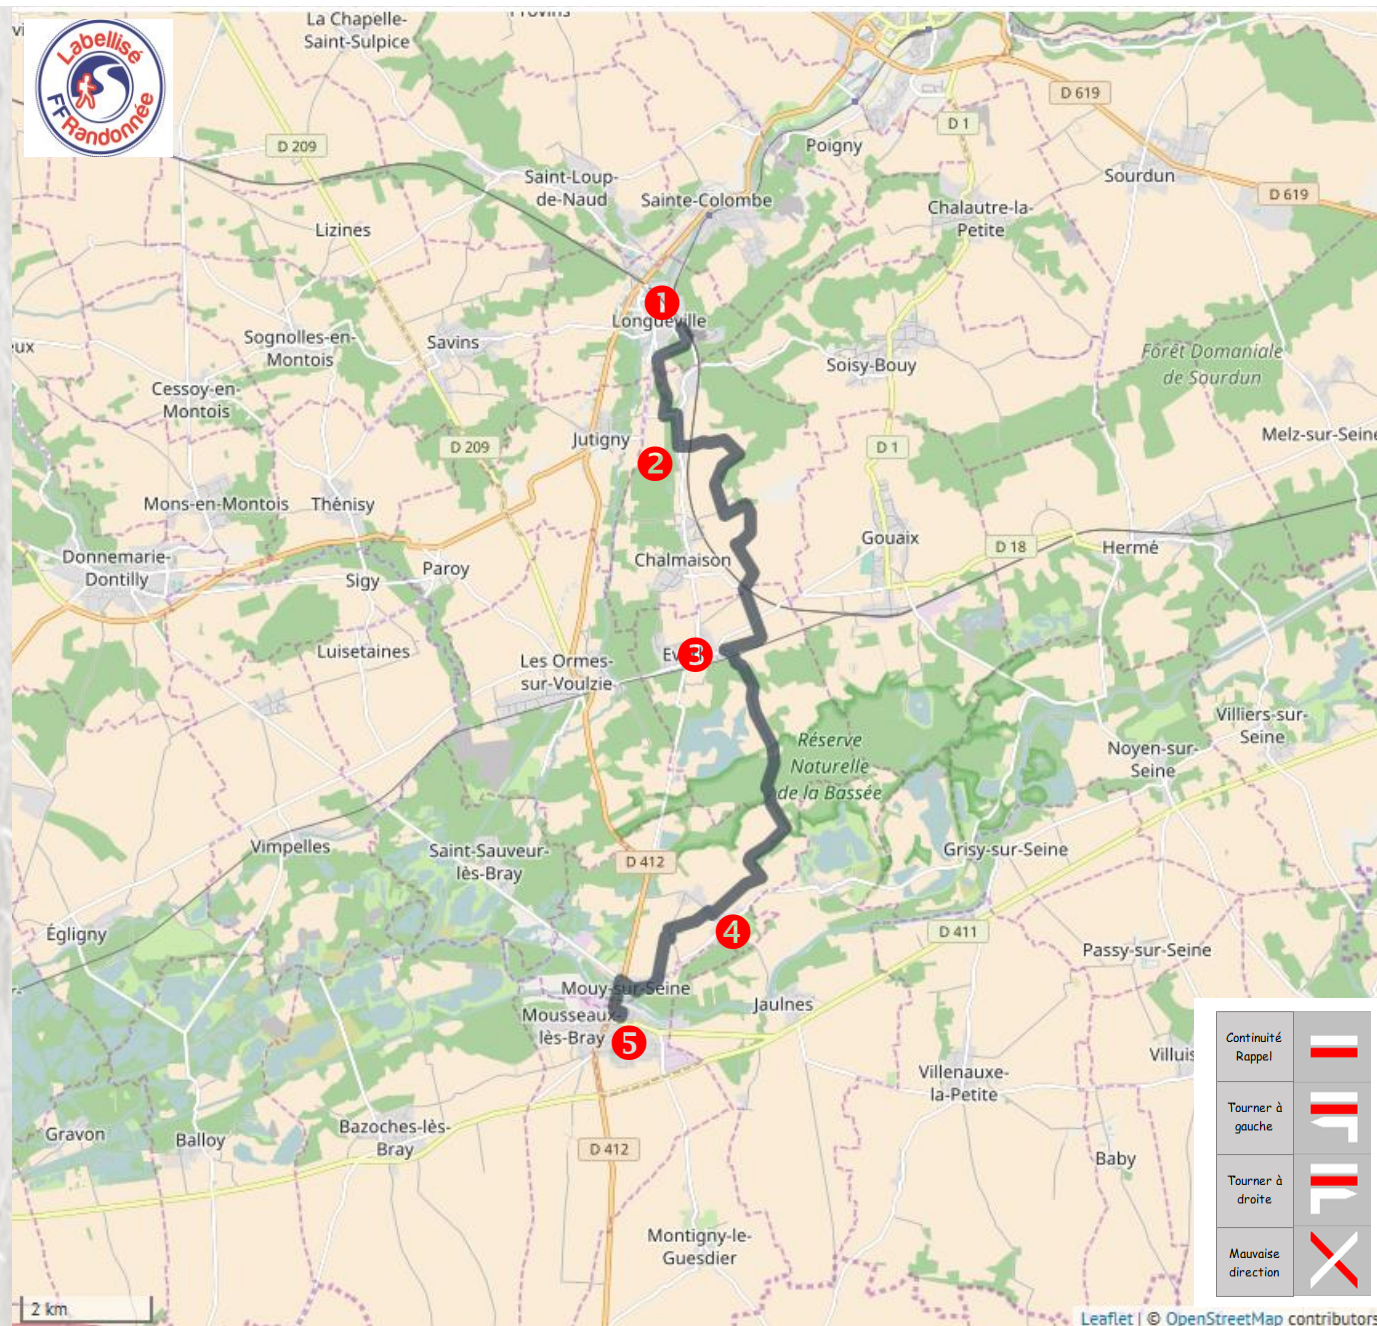 La Chapelle-
Saint-Sulpice
Labellisé
FFRandonnée
D 619
D 1
D 209
Poigny
Saint-Loup-
de-Naud
Sainte-Colombe
Sourdun
D 619
Chalautre-la-
Petite
Lizines
1
Longueville
Sognolles-en-
Montois
Savins
Soisy-Bouy
Forêt Domaniale
de Sourdun
Cessoy-en-
Montois
Jutigny
D 209
D 1
Melz-sur-Seine
2
Mons-en-Montois
Thénisy
Gouaix
D 18
Hermé
Donnemarie-
Dontilly
Chalmaison
Paroy
Sigy
Luisetaines
Les Ormes-
sur-Voulzie
3
Villiers-sur-
Seine
Réserve
Naturelle
de la Bassée
Noyen-sur-
Seine
Vimpelles
Saint-Sauveur-
lès-Bray
D 412
Grisy-sur-Seine
Égligny
4
D 411
Passy-sur-Seine
Mouy-sur-Seine
Jaulnes
Mousseaux-
lès-Bray
5
Villenauxe-
la-Petite
Gravon
Balloy
Bazoches-lès-
Bray
D 412
Baby
Montigny-le-
Guesdier
Continuité
Rappel
Tourner à
gauche
Tourner à
droite
Mauvaise
direction
2 km
Leaflet | © OpenStreetMap contributors